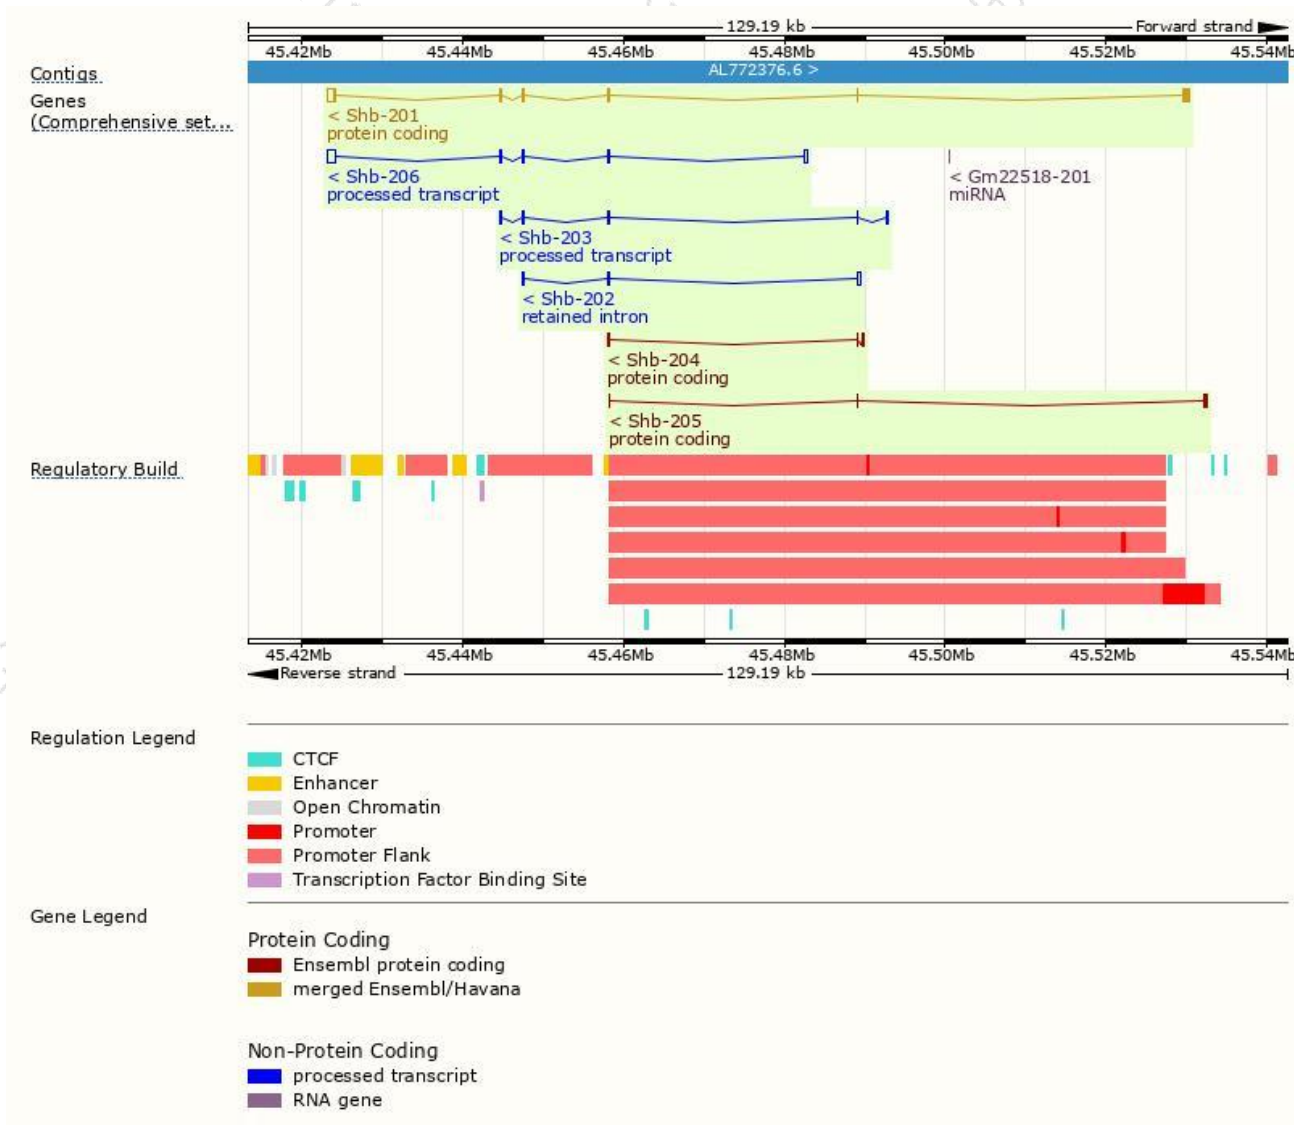 129.19 kb Forward strand
45.42Mb 45.44Mb 45.46Mb 45.48Mb 45.50Mb 45.52Mb 45.54Mb
Contigs AL772376.6 >
Genes
(Comprehensive set...
< Shb-201
protein coding
< Shb-206
processed transcript
< Gm22518-201
miRNA
< Shb-203
processed transcript
< Shb-202
retained intron
< Shb-204
protein coding
< Shb-205
protein coding
Regulatory Build
45.42Mb 45.44Mb 45.46Mb 45.48Mb 45.50Mb 45.52Mb 45.54Mb
Reverse strand 129.19 kb
Regulation Legend
CTCF
Enhancer
Open Chromatin
Promoter
Promoter Flank
Transcription Factor Binding Site
Gene Legend
Protein Coding
Ensembl protein coding
merged Ensembl/Havana
Non-Protein Coding
processed transcript
RNA gene